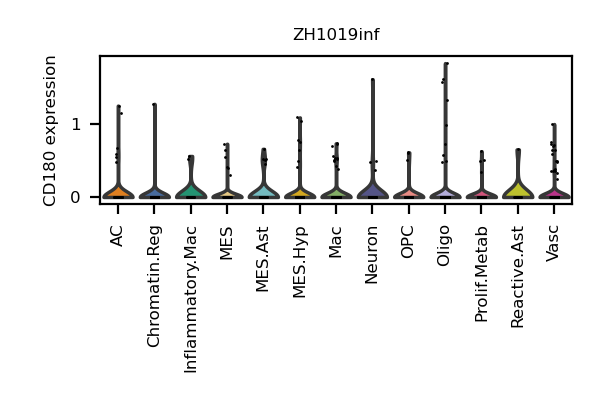 ZH1019inf
CD180 expression
1
0
AC
Chromatin.Reg
Inflammatory.Mac
MES
MES.Ast
MES.Hyp
Mac
Neuron
OPC
Oligo
Prolif.Metab
Reactive.Ast
Vasc